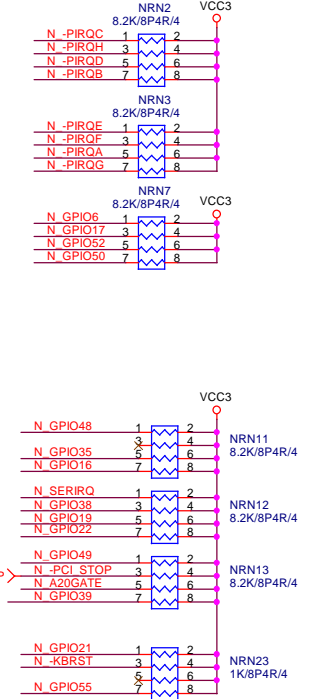 NRN2 VCC3
8.2K/8P4R/4
N_-PIRQC 1 2
N_-PIRQH 3 4
N_-PIRQD 5 6
N_-PIRQB 7 8
NRN3
8.2K/8P4R/4
N_-PIRQE 1 2
N_-PIRQF 3 4
N_-PIRQA 5 6
N_-PIRQG 7 8
NRN7 VCC3
8.2K/8P4R/4
N_GPIO6 1 2
N_GPIO17 3 4
N_GPIO52 5 6
N_GPIO50 7 8
VCC3
N_GPIO48 1 2
3 4 NRN11
N_GPIO35 5 6 8.2K/8P4R/4
N_GPIO16 7 8
N_SERIRQ 1 2
N_GPIO38 3 4 NRN12
N_GPIO19 5 6 8.2K/8P4R/4
N_GPIO22 7 8
N_GPIO49 1 2
N_-PCI_STOP 3 4 NRN13
N_A20GATE 5 6 8.2K/8P4R/4
N_GPIO39 7 8
N_GPIO21 1 2
N_-KBRST 3 4 NRN23
5 6 1K/8P4R/4
N_GPIO55 7 8